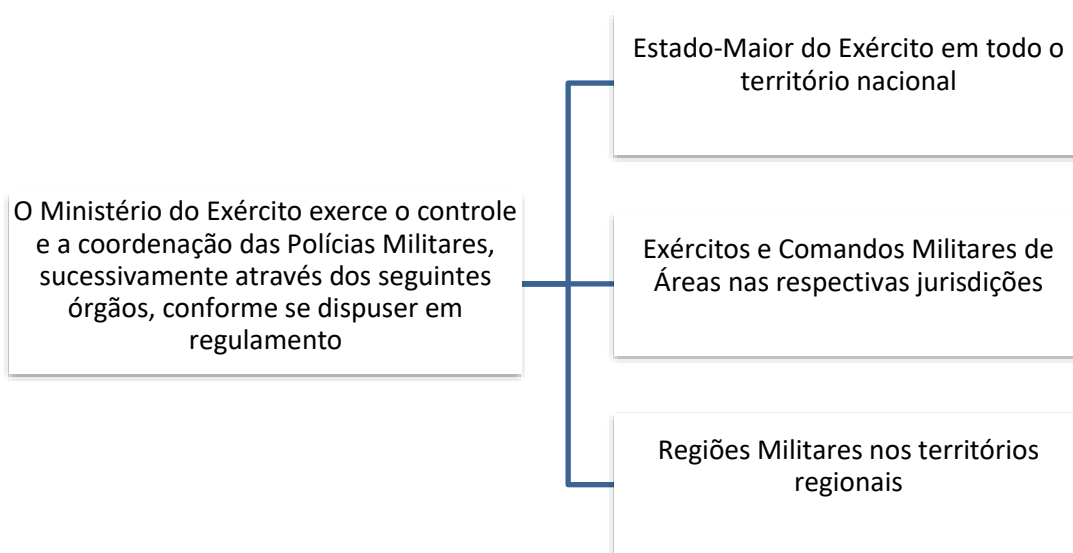 O Ministério do Exército exerce o controle
e a coordenação das Polícias Militares,
sucessivamente através dos seguintes
órgãos, conforme se dispuser em
regulamento
Estado-Maior do Exército em todo o
território nacional
Exércitos e Comandos Militares de
Áreas nas respectivas jurisdições
Regiões Militares nos territórios
regionais